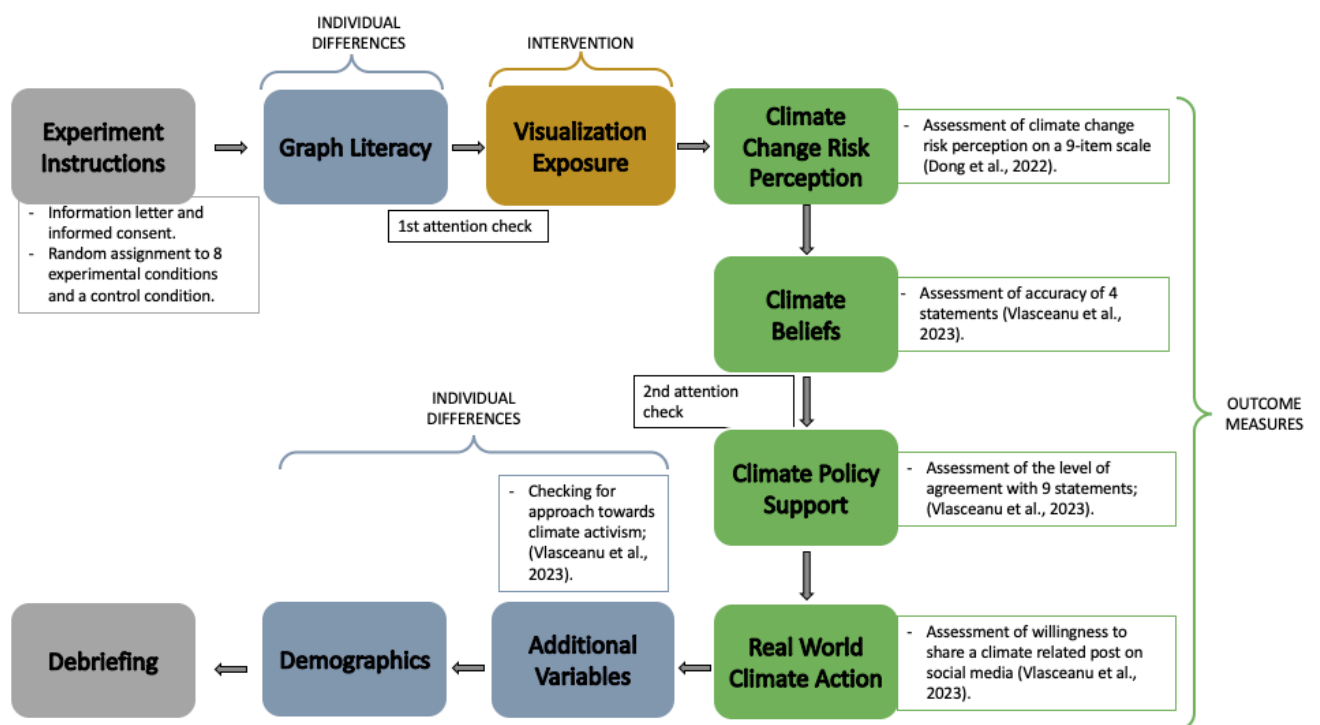 INDIVIDUAL
DIFFERENCES
INTERVENTION
Experiment
Instructions
- Information letter and
informed consent.
- Random assignment to 8
experimental conditions
and a control condition.
Graph Literacy
1st attention check
Visualization
Exposure
Climate
Change Risk
Perception
- Assessment of climate change
risk perception on a 9-item scale
(Dong et al., 2022).
Climate
Beliefs
- Assessment of accuracy of 4
statements (Vlasceanu et al.,
2023).
2nd attention
check
Climate Policy
Support
- Assessment of the level of
agreement with 9 statements;
(Vlasceanu et al., 2023).
OUTCOME
MEASURES
Real World
Climate Action
- Assessment of willingness to
share a climate related post on
social media (Vlasceanu et al.,
2023).
INDIVIDUAL
DIFFERENCES
- Checking for
approach towards
climate activism;
(Vlasceanu et al.,
2023).
Additional
Variables
Demographics
Debriefing